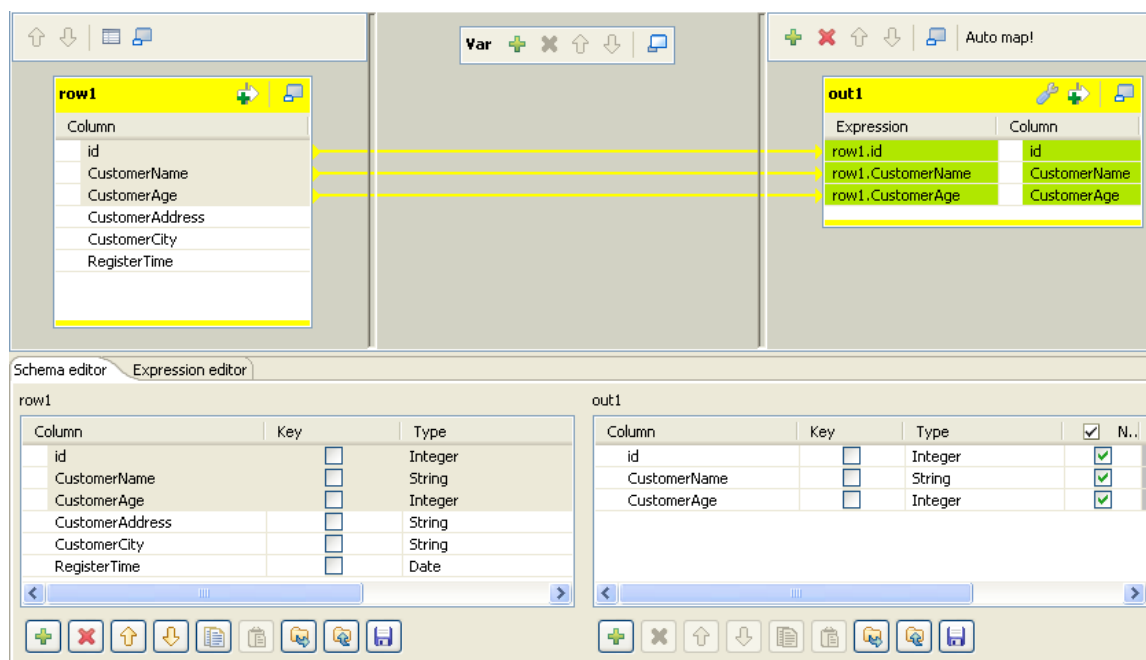 Var
Auto map!
row1
out1
Column
Expression Column
id
row1.id id
CustomerName
row1.CustomerName CustomerName
CustomerAge
row1.CustomerAge CustomerAge
CustomerAddress
CustomerCity
RegisterTime
Schema editor Expression editor
row1
out1
Column Key Type
Column Key Type N..
id Integer
id Integer
CustomerName String
CustomerName String
CustomerAge Integer
CustomerAge Integer
CustomerAddress String
CustomerCity String
RegisterTime Date